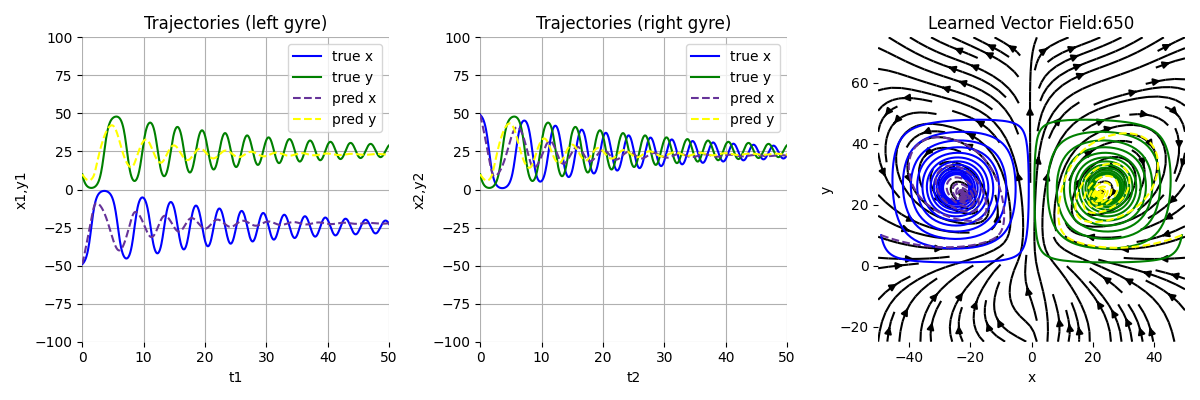 Trajectories (left gyre)
100
75
50
25
0
−25
−50
−75
−100
0
10
20
30
40
50
x1,y1
t1
true x
true y
pred x
pred y
Trajectories (right gyre)
100
75
50
25
0
−25
−50
−75
−100
0
10
20
30
40
50
x2,y2
t2
true x
true y
pred x
pred y
Learned Vector Field:650
60
40
20
0
−20
−40
−20
0
20
40
y
x